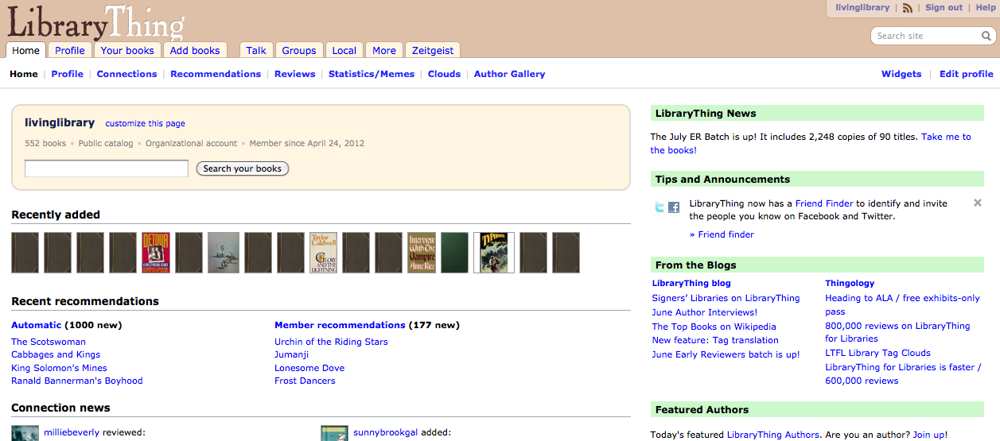 LibraryThing
livinglibrary | | Sign out | Help
Search site
Home Profile Your books Add books Talk Groups Local More Zeitgeist
Home | Profile | Connections | Recommendations | Reviews | Statistics/Memes | Clouds | Author Gallery
Widgets | Edit profile
livinglibrary customize this page
552 books • Public catalog • Organizational account • Member since April 24, 2012
Search your books
Recently added
DETOUR
A HOLLYWOOD STORY
Taylor
Caldwell
GLORY
AND THE
LIGHTNING
Interview
With The
Vampire
Anne Rice
TYPHOON
Recent recommendations
Automatic (1000 new)
The Scotswoman
Cabbages and Kings
King Solomon's Mines
Ranald Bannerman's Boyhood
Member recommendations (177 new)
Urchin of the Riding Stars
Jumanji
Lonesome Dove
Frost Dancers
Connection news
milliebeverly reviewed:
sunnybrookgal added:
LibraryThing News
The July ER Batch is up! It includes 2,248 copies of 90 titles. Take me to
the books!
Tips and Announcements
LibraryThing now has a Friend Finder to identify and invite
the people you know on Facebook and Twitter.
» Friend finder
From the Blogs
LibraryThing blog
Signers' Libraries on LibraryThing
June Author Interviews!
The Top Books on Wikipedia
New feature: Tag translation
June Early Reviewers batch is up!
Thingology
Heading to ALA / free exhibits-only
pass
800,000 reviews on LibraryThing
for Libraries
LTFL Library Tag Clouds
LibraryThing for Libraries is faster /
600,000 reviews
Featured Authors
Today's featured LibraryThing Authors. Are you an author? Join up!